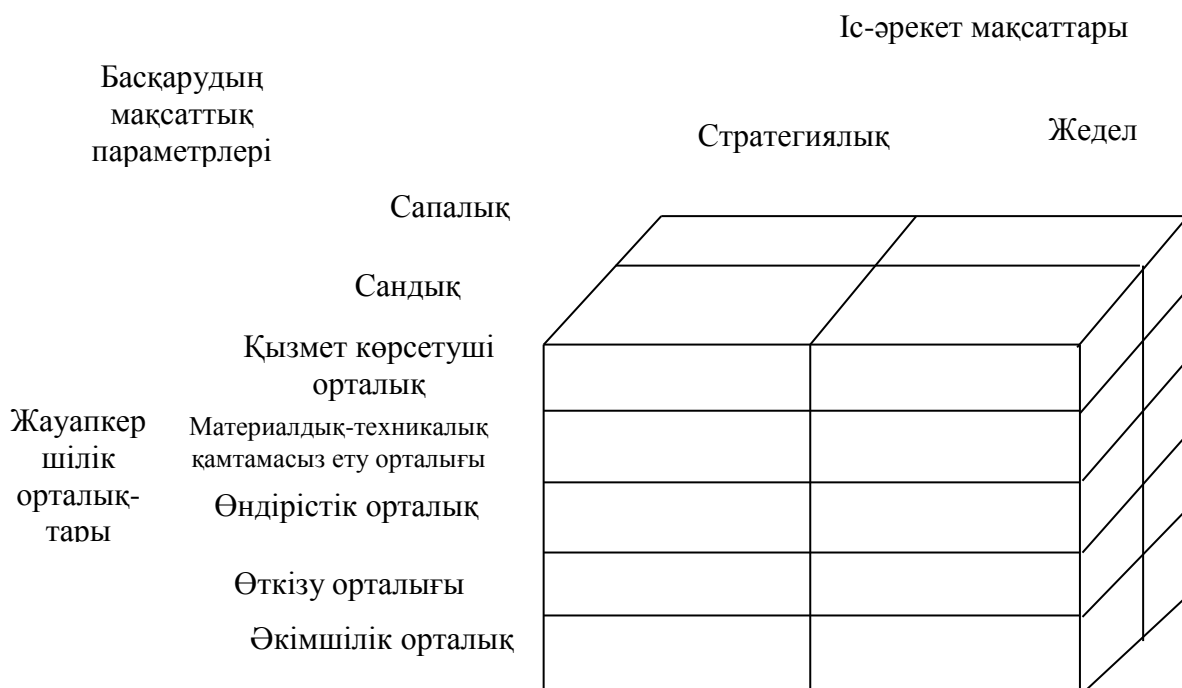 Іс-әрекет мақсаттары
Басқарудың
мақсаттық
параметрлері
Стратегиялық
Жедел
Сапалық
Сандық
Қызмет көрсетуші
орталық
Жауапкер
шілік
орталық-
тары
Материалдық-техникалық
қамтамасыз ету орталығы
Өндірістік орталық
Өткізу орталығы
Әкімшілік орталық